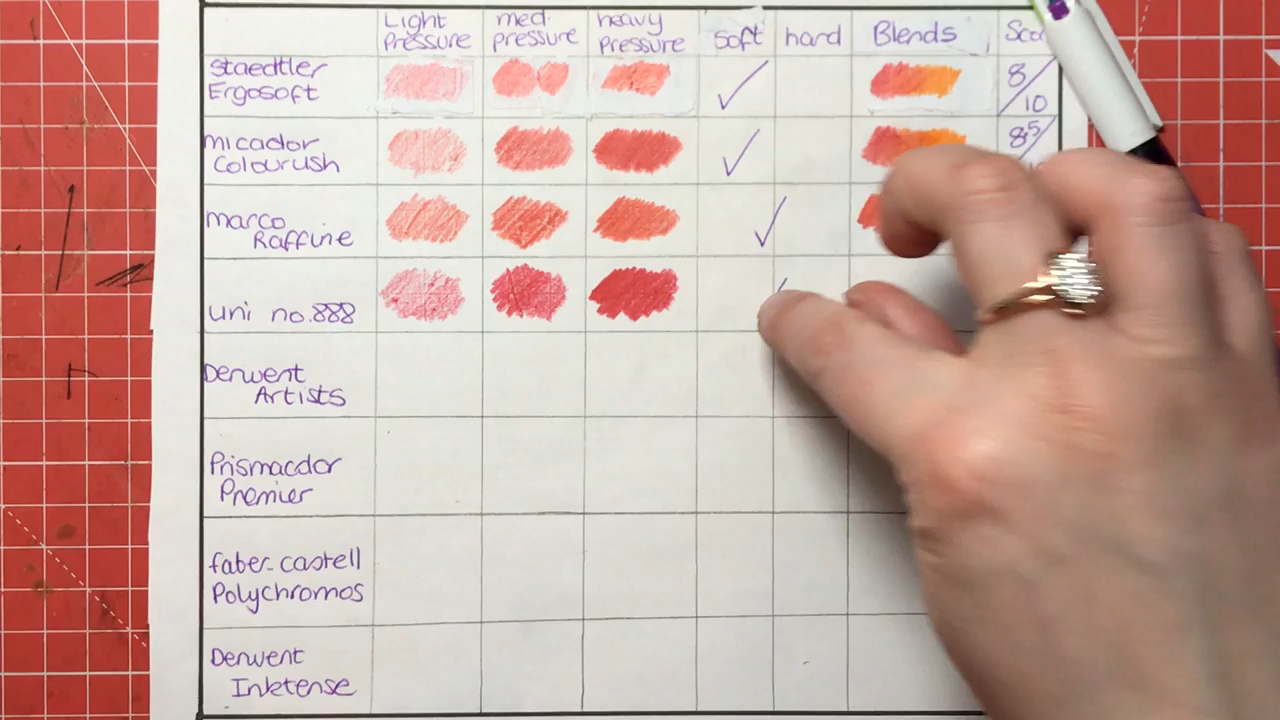 Light
Pressure
med.
pressure
heavy
Pressure
soft
hard
Blends
staedtler
Ergosoft
8/10
micador
Colourush
8.5/
marco
Raffine
uni no.888
Derwent
Artists
Prismacolor
Premier
faber-castell
Polychromos
Derwent
Inktense